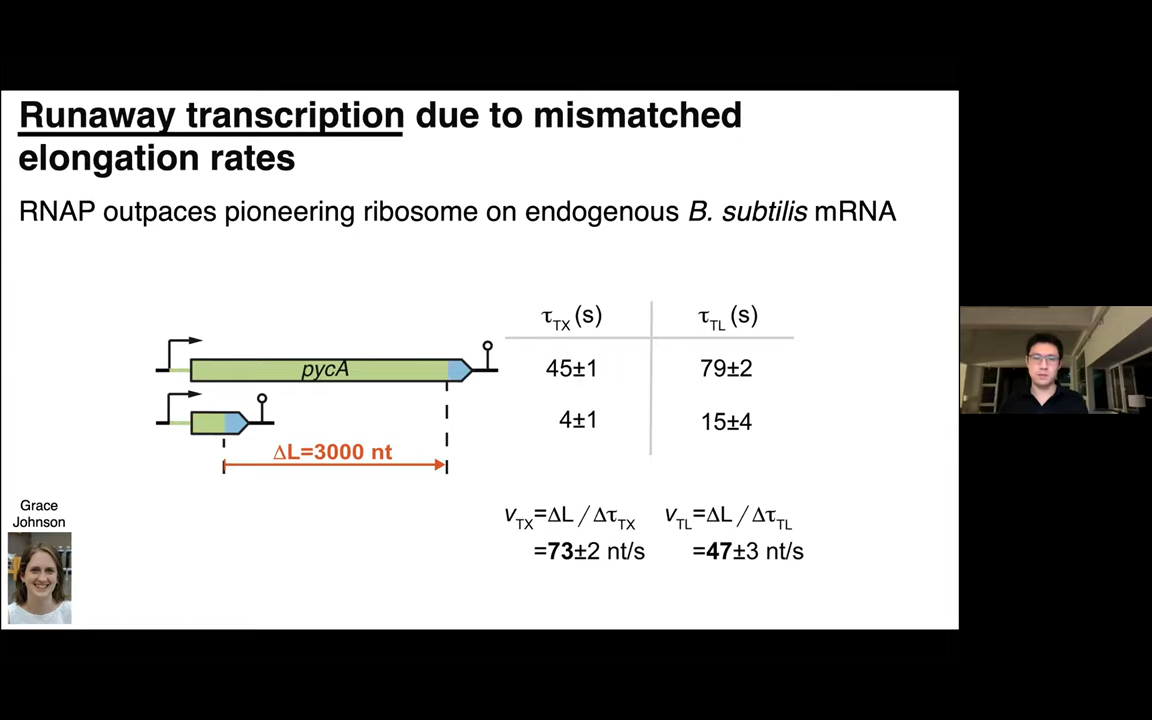 Runaway transcription due to mismatched
elongation rates
RNAP outpaces pioneering ribosome on endogenous B. subtilis mRNA
τTX (s) τTL (s)
pycA 45±1 79±2
4±1 15±4
ΔL=3000 nt
Grace
Johnson
vTX=ΔL / ΔτTX vTL=ΔL / ΔτTL
=73±2 nt/s =47±3 nt/s